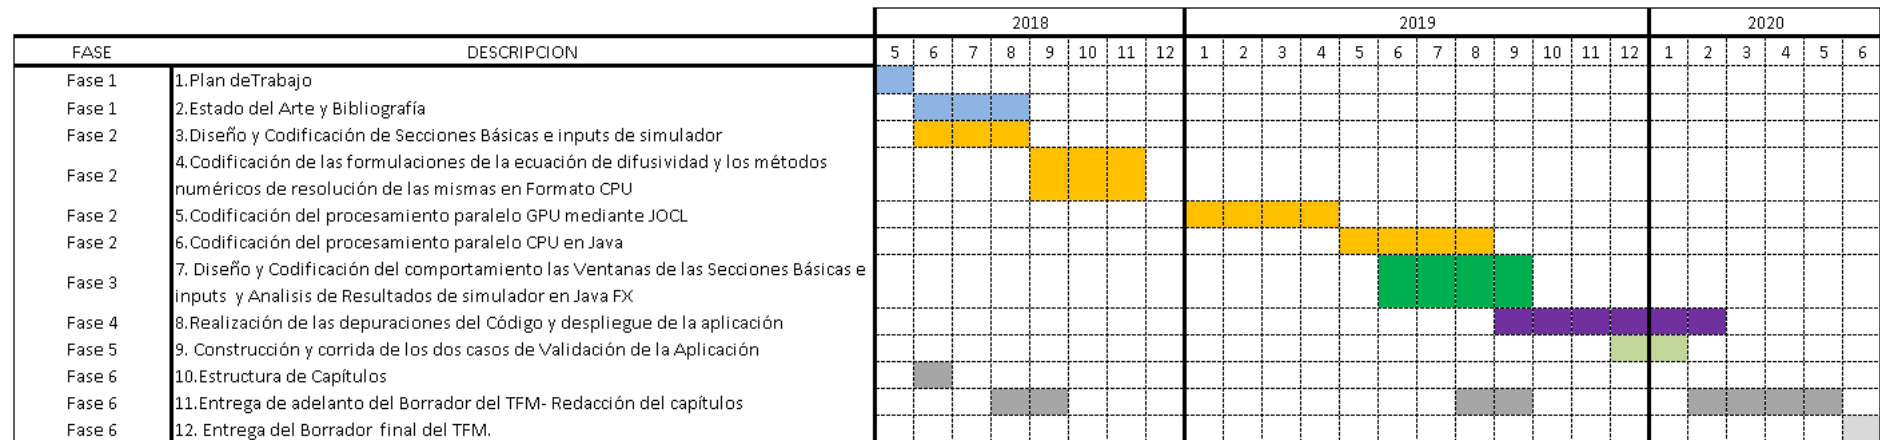 2018 2019 2020
FASE DESCRIPCION 5 6 7 8 9 10 11 12 1 2 3 4 5 6 7 8 9 10 11 12 1 2 3 4 5 6
Fase 1 1.Plan deTrabajo
Fase 1 2.Estado del Arte y Bibliografía
Fase 2 3.Diseño y Codificación de Secciones Básicas e inputs de simulador
Fase 2 4.Codificación de las formulaciones de la ecuación de difusividad y los métodos
numéricos de resolución de las mismas en Formato CPU
Fase 2 5.Codificación del procesamiento paralelo GPU mediante JOCL
Fase 2 6.Codificación del procesamiento paralelo CPU en Java
Fase 3 7. Diseño y Codificación del comportamiento las Ventanas de las Secciones Básicas e
inputs y Analisis de Resultados de simulador en Java FX
Fase 4 8.Realización de las depuraciones del Código y despliegue de la aplicación
Fase 5 9. Construcción y corrida de los dos casos de Validación de la Aplicación
Fase 6 10.Estructura de Capítulos
Fase 6 11.Entrega de adelanto del Borrador del TFM- Redacción del capítulos
Fase 6 12. Entrega del Borrador final del TFM.